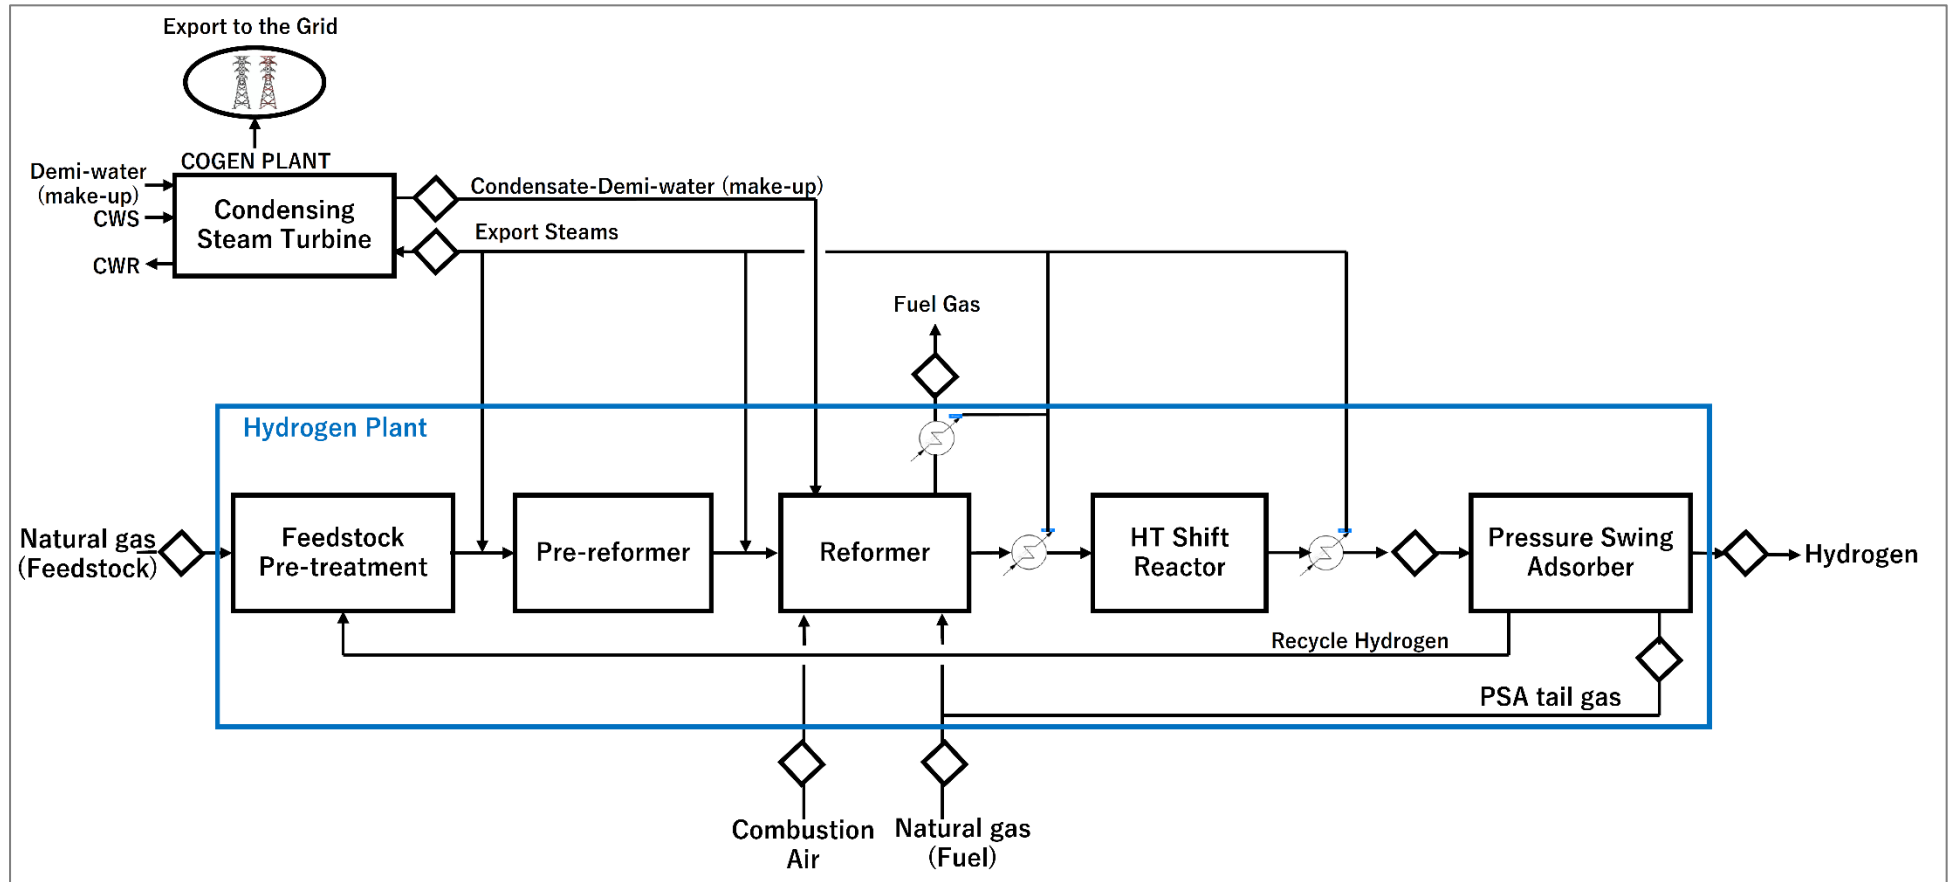 Export to the Grid
COGEN PLANT
Demi-water
(make-up)
CWS
CWR
Condensing
Steam Turbine
Condensate-Demi-water (make-up)
Export Steams
Fuel Gas
Hydrogen Plant
Natural gas
(Feedstock)
Feedstock
Pre-treatment
Pre-reformer
Reformer
HT Shift
Reactor
Pressure Swing
Adsorber
Hydrogen
Recycle Hydrogen
PSA tail gas
Combustion
Air
Natural gas
(Fuel)